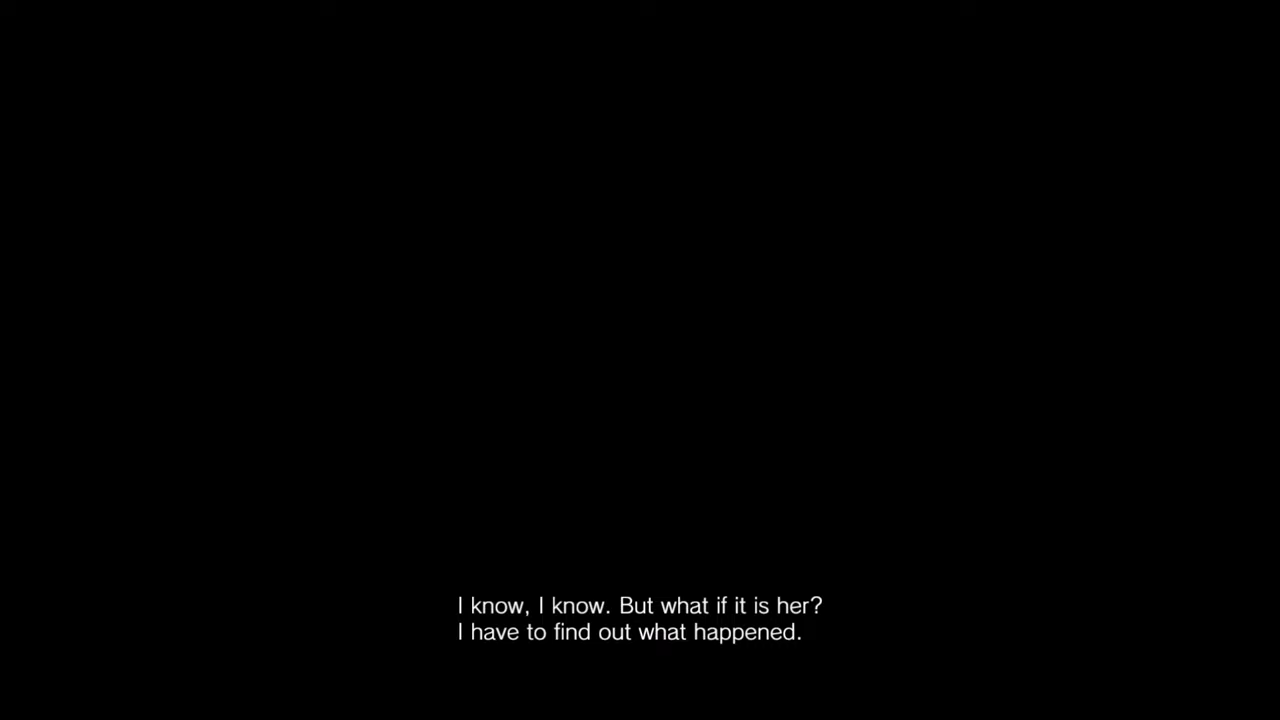 I know, I know. But what if it is her?
I have to find out what happened.